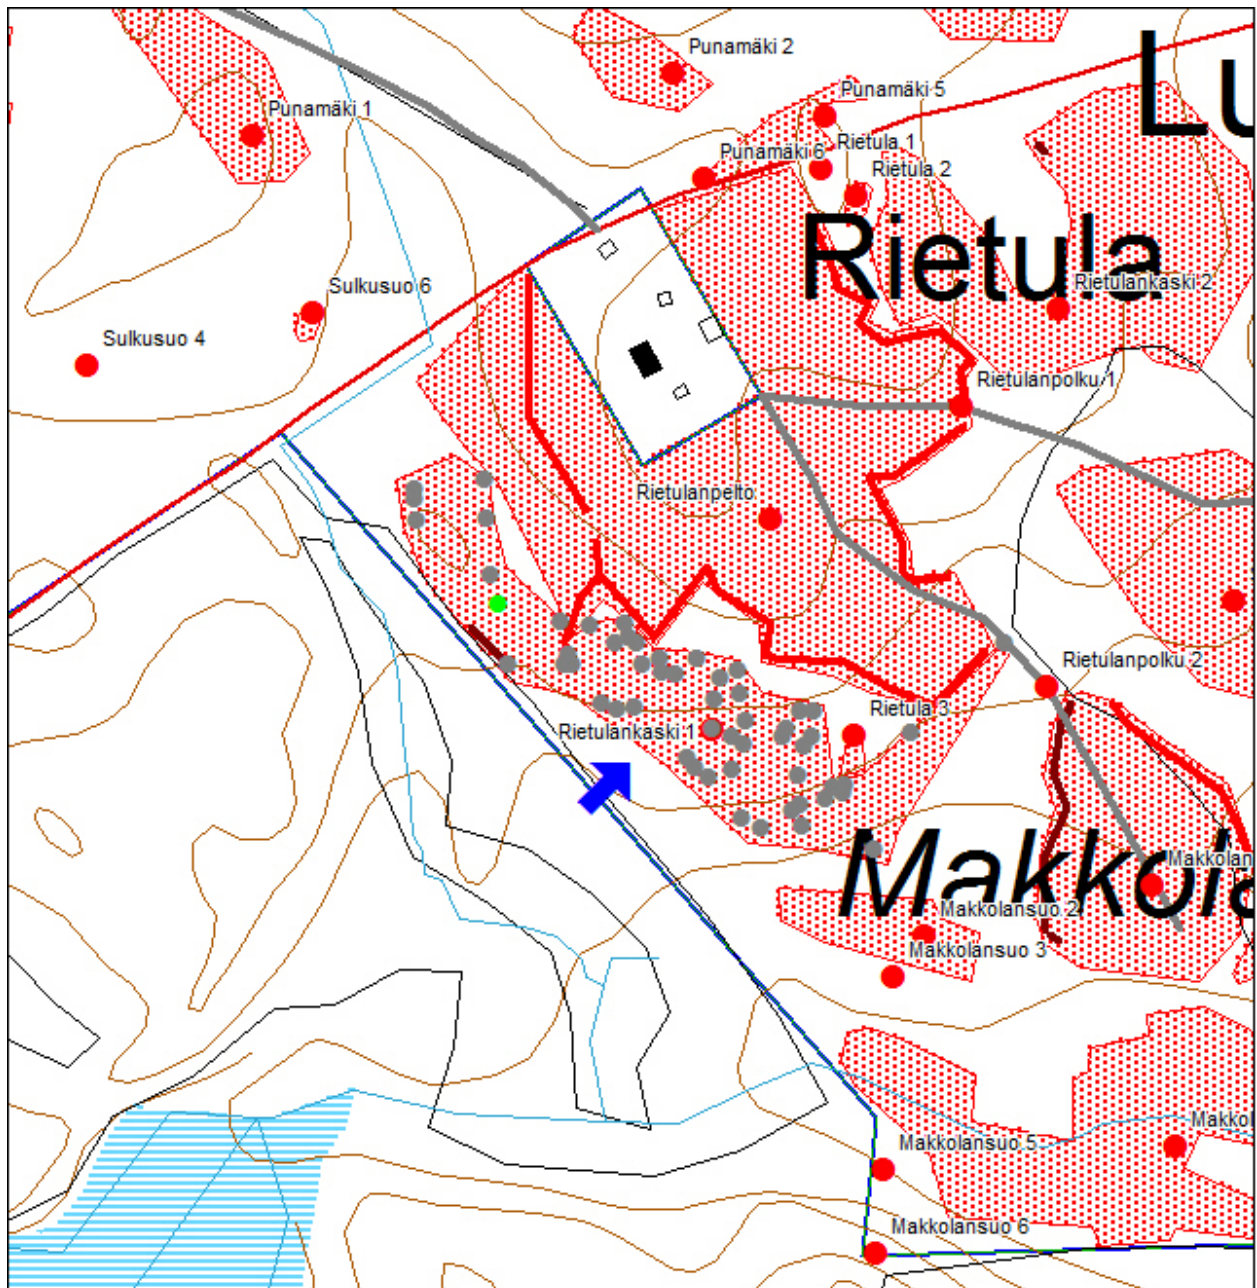 Punamäki 2
Lu
Punamäki 5
Punamäki 1
Rietula 1
Punamäki 6
Rietula 2
Rietula
Rietulankaski 2
Sulkusuo 6
Sulkusuo 4
Rietulanpolku 1
Rietulanpelto
Rietulanpolku 2
Rietula 3
Rietulankaski 1
Makkola
Makkolan
Makkolansuo 2
Makkolansuo 3
Makkol
Makkolansuo 5
Makkolansuo 6